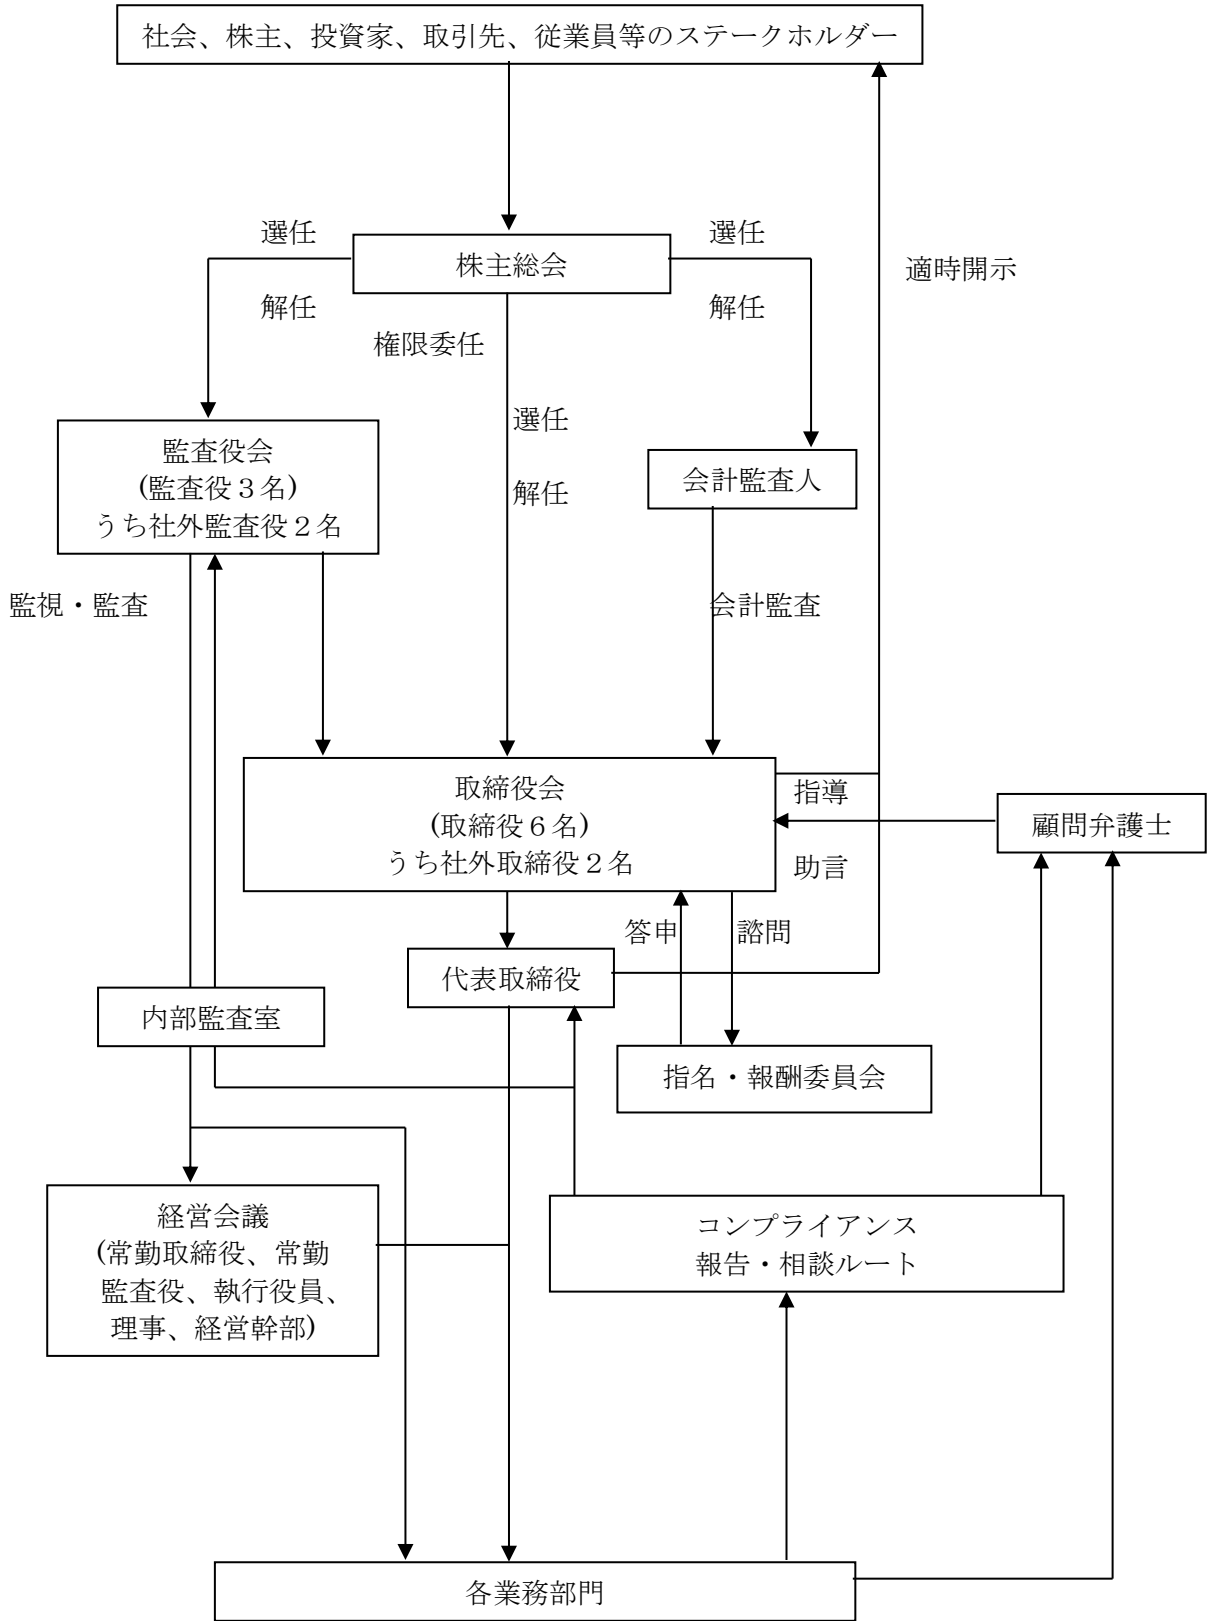 社会、株主、投資家、取引先、従業員等のステークホルダー
選任
選任
株主総会
適時開示
解任
解任
権限委任
選任
監査役会
(監査役３名)
うち社外監査役２名
会計監査人
解任
監視・監査
会計監査
取締役会
(取締役６名)
うち社外取締役２名
指導
顧問弁護士
助言
答申
諮問
代表取締役
内部監査室
指名・報酬委員会
経営会議
(常勤取締役、常勤
監査役、執行役員、
理事、経営幹部)
コンプライアンス
報告・相談ルート
各業務部門